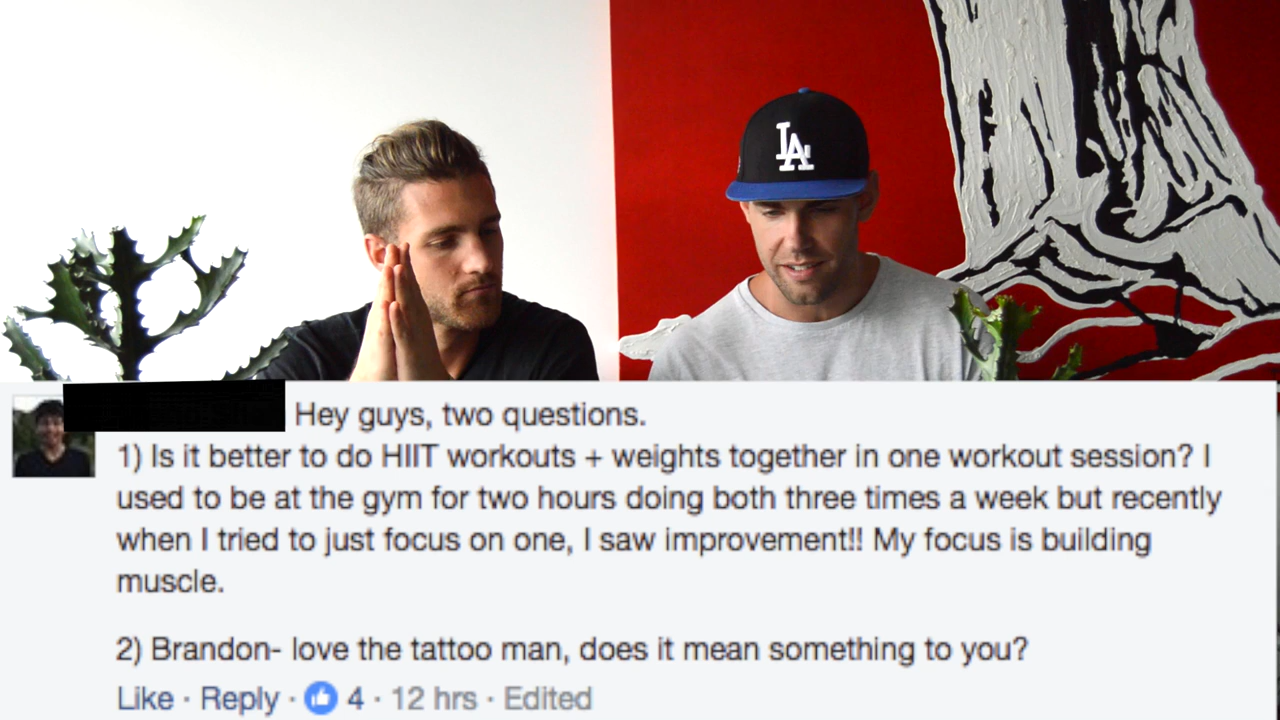 LA
Hey guys, two questions.
1) Is it better to do HIIT workouts + weights together in one workout session? I
used to be at the gym for two hours doing both three times a week but recently
when I tried to just focus on one, I saw improvement!! My focus is building
muscle.
2) Brandon- love the tattoo man, does it mean something to you?
Like · Reply · 4 · 12 hrs · Edited